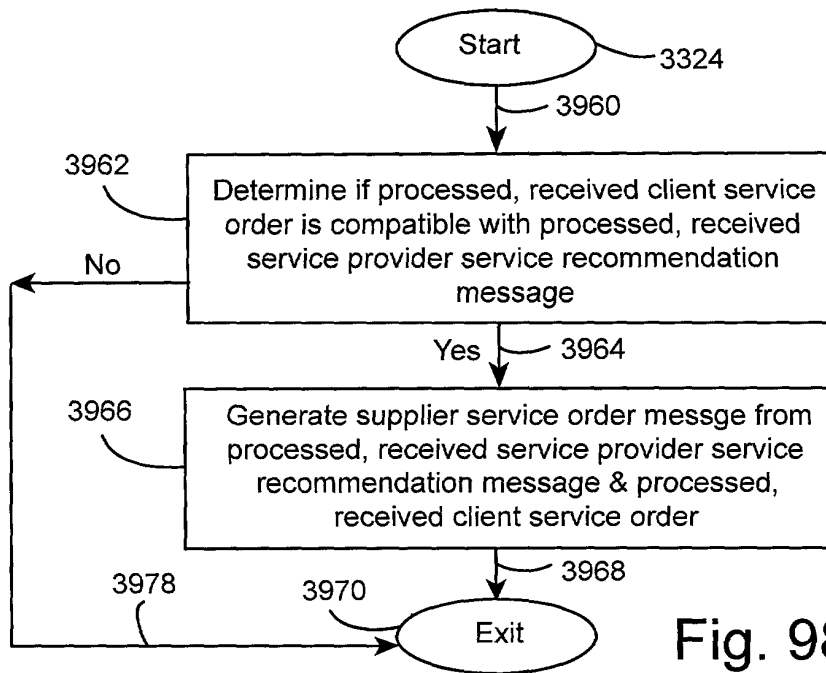 Start
3324
3960
3962
Determine if processed, received client service
order is compatible with processed, received
service provider service recommendation
message
No
Yes
3964
3966
Generate supplier service order messge from
processed, received service provider service
recommendation message & processed,
received client service order
3968
3978
3970
Exit
Fig. 98